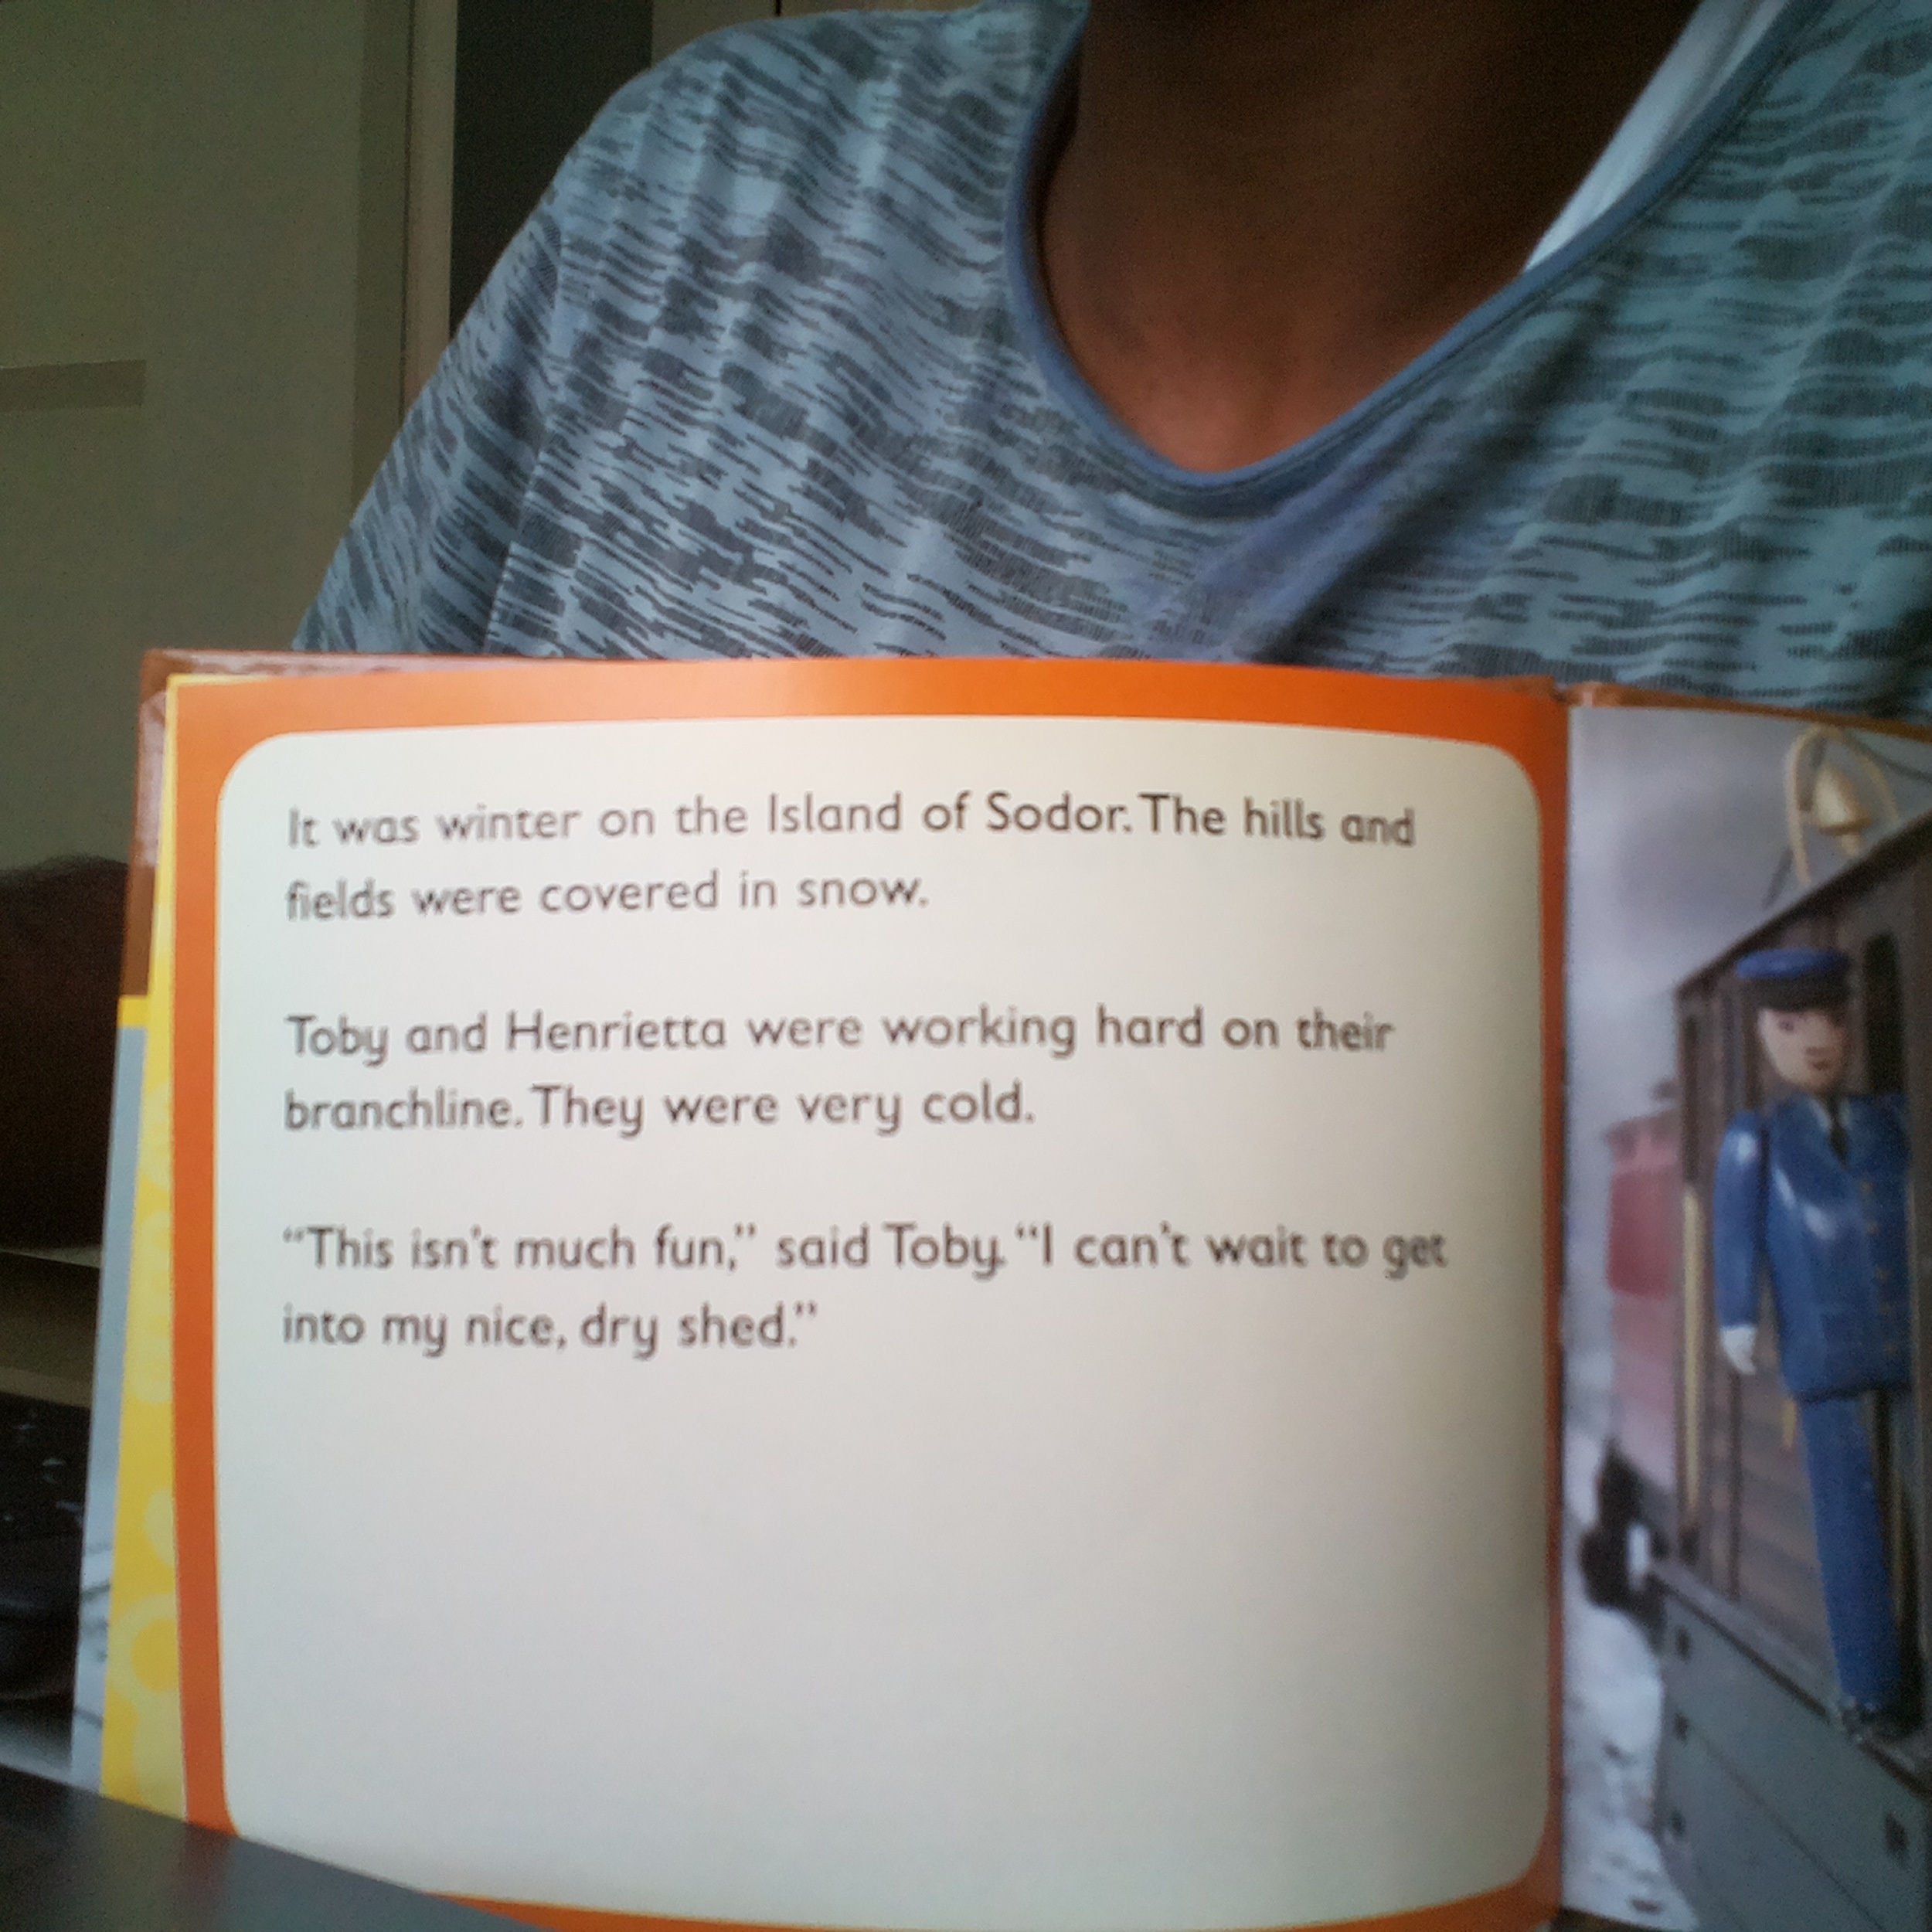 It was winter on the Island of Sodor. The hills and
fields were covered in snow.
Toby and Henrietta were working hard on their
branchline. They were very cold.
“This isn't much fun,” said Toby. “I can't wait to get
into my nice, dry shed.”